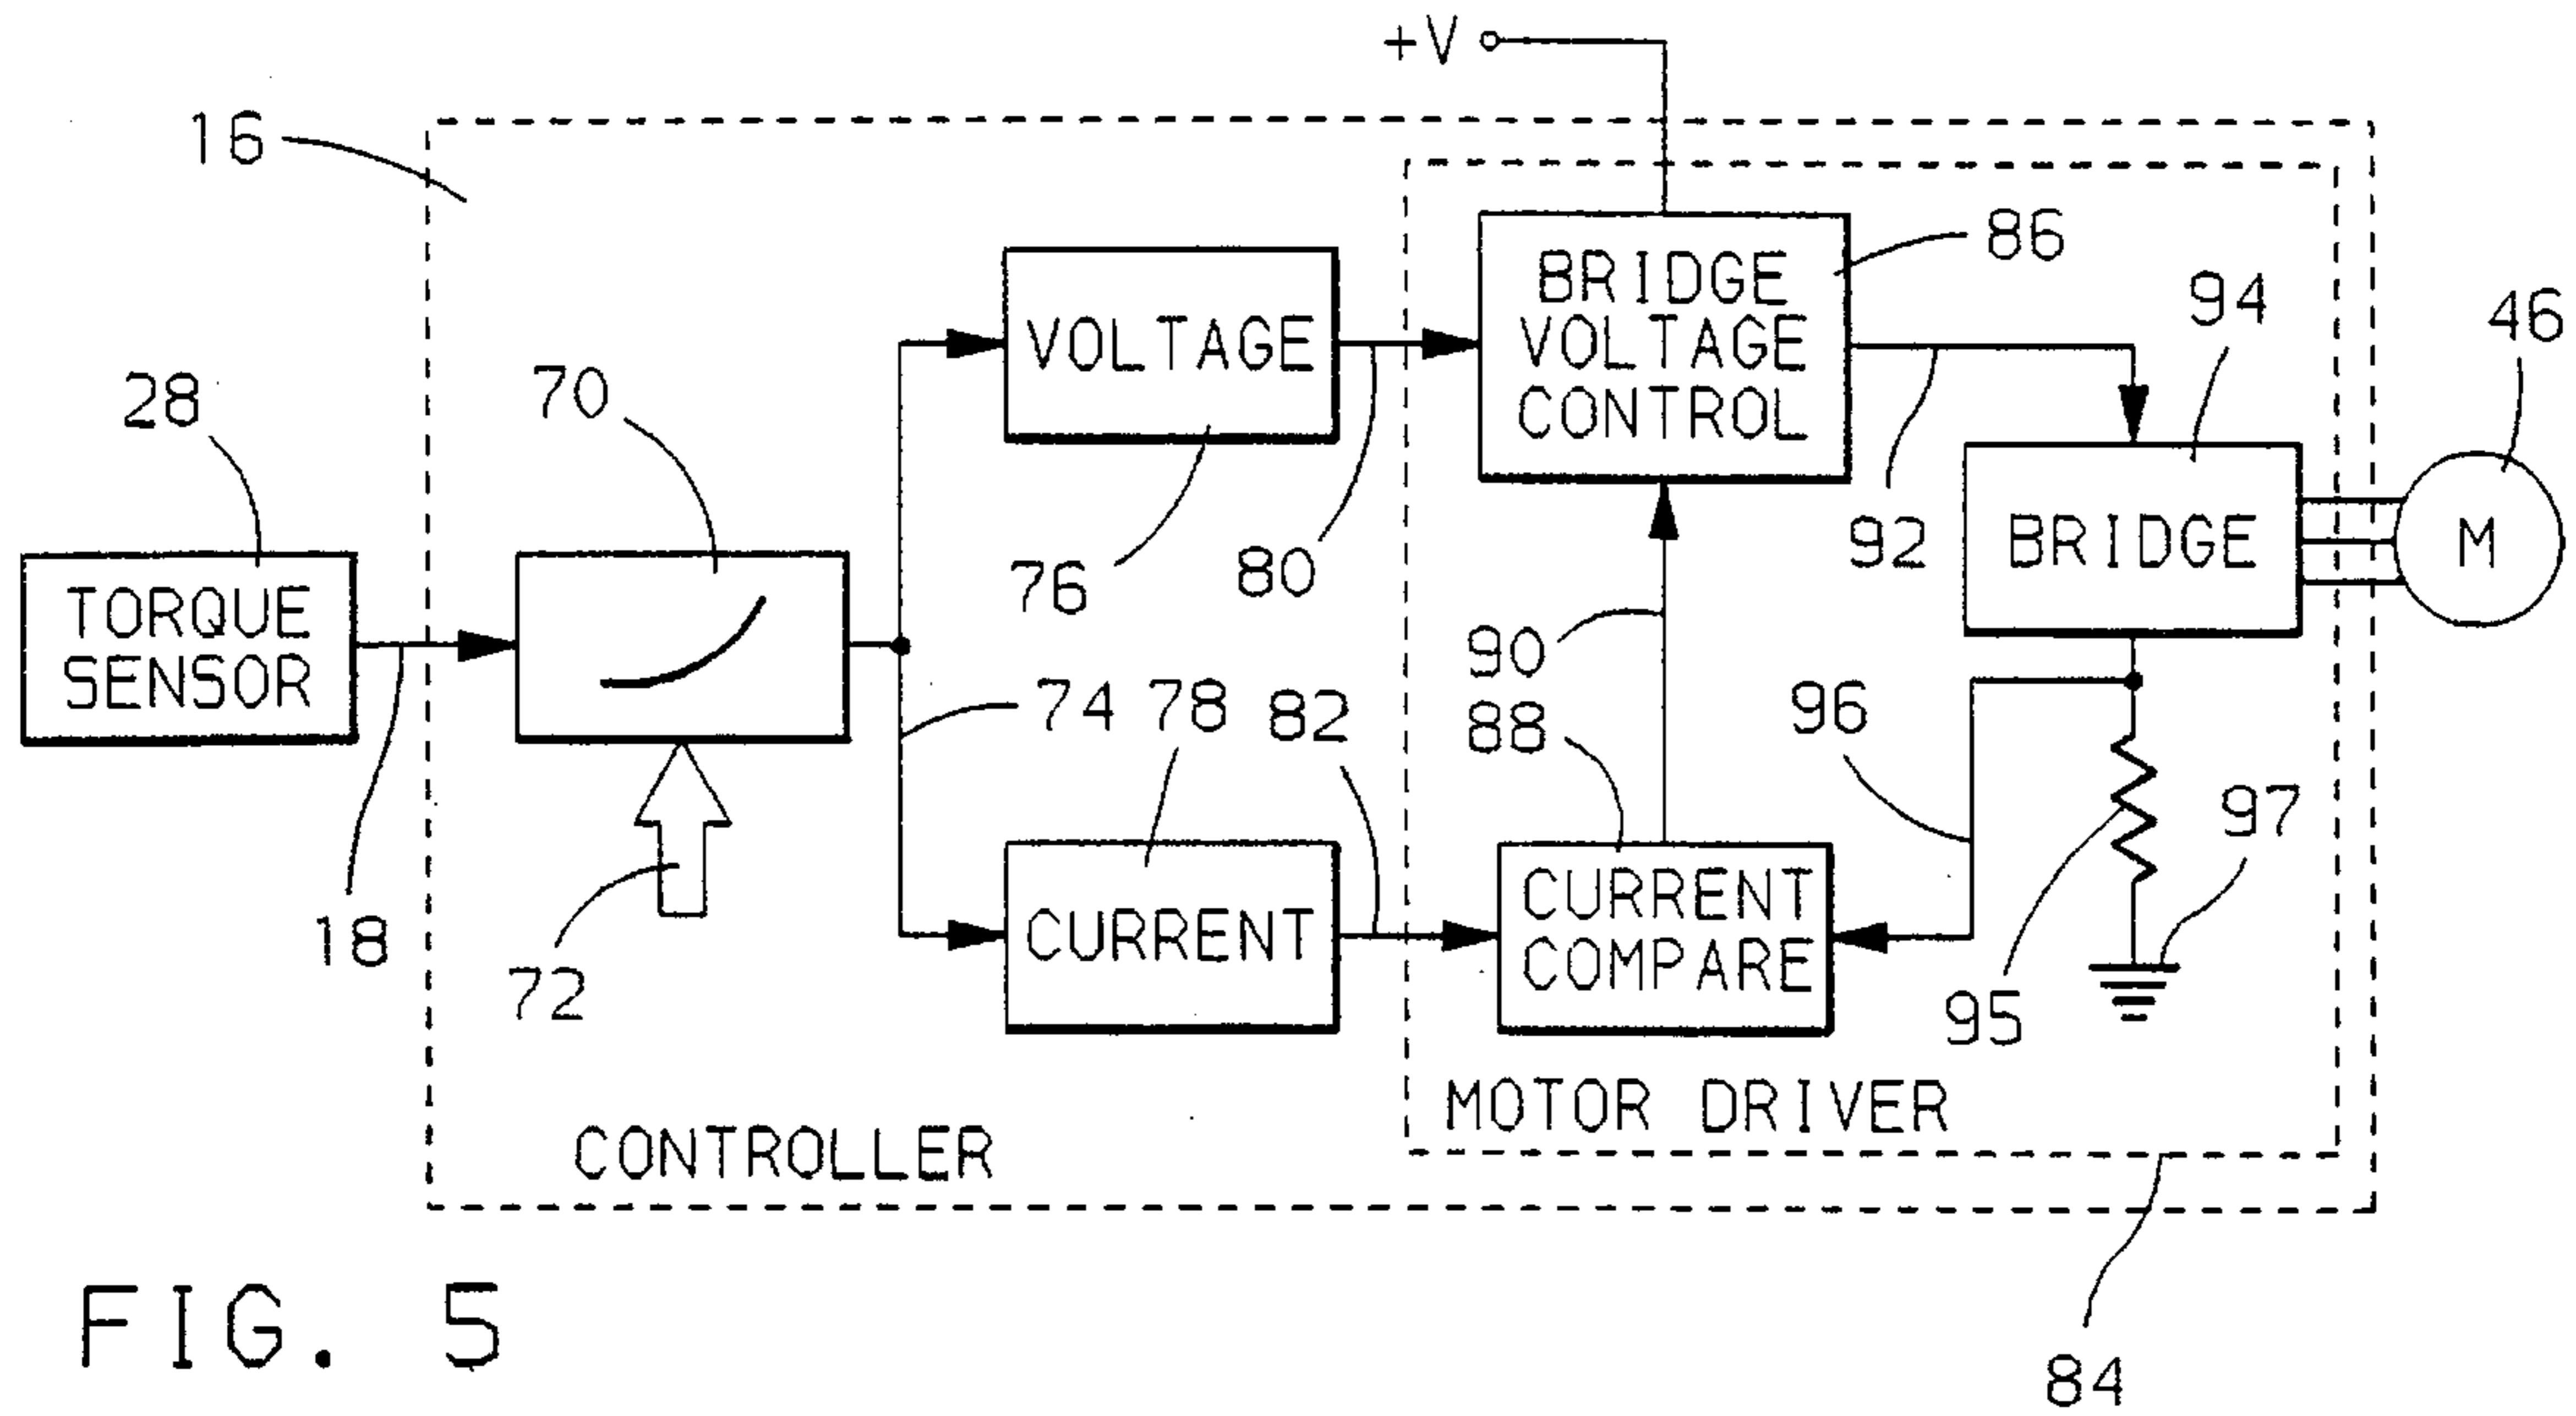 +V
16
86
94
46
BRIDGE
VOLTAGE
CONTROL
VOLTAGE
28
70
TORQUE
SENSOR
76
80
92
BRIDGE
M
90
74
78
82
88
96
97
18
72
CURRENT
CURRENT
COMPARE
95
CONTROLLER
MOTOR DRIVER
84
FIG. 5